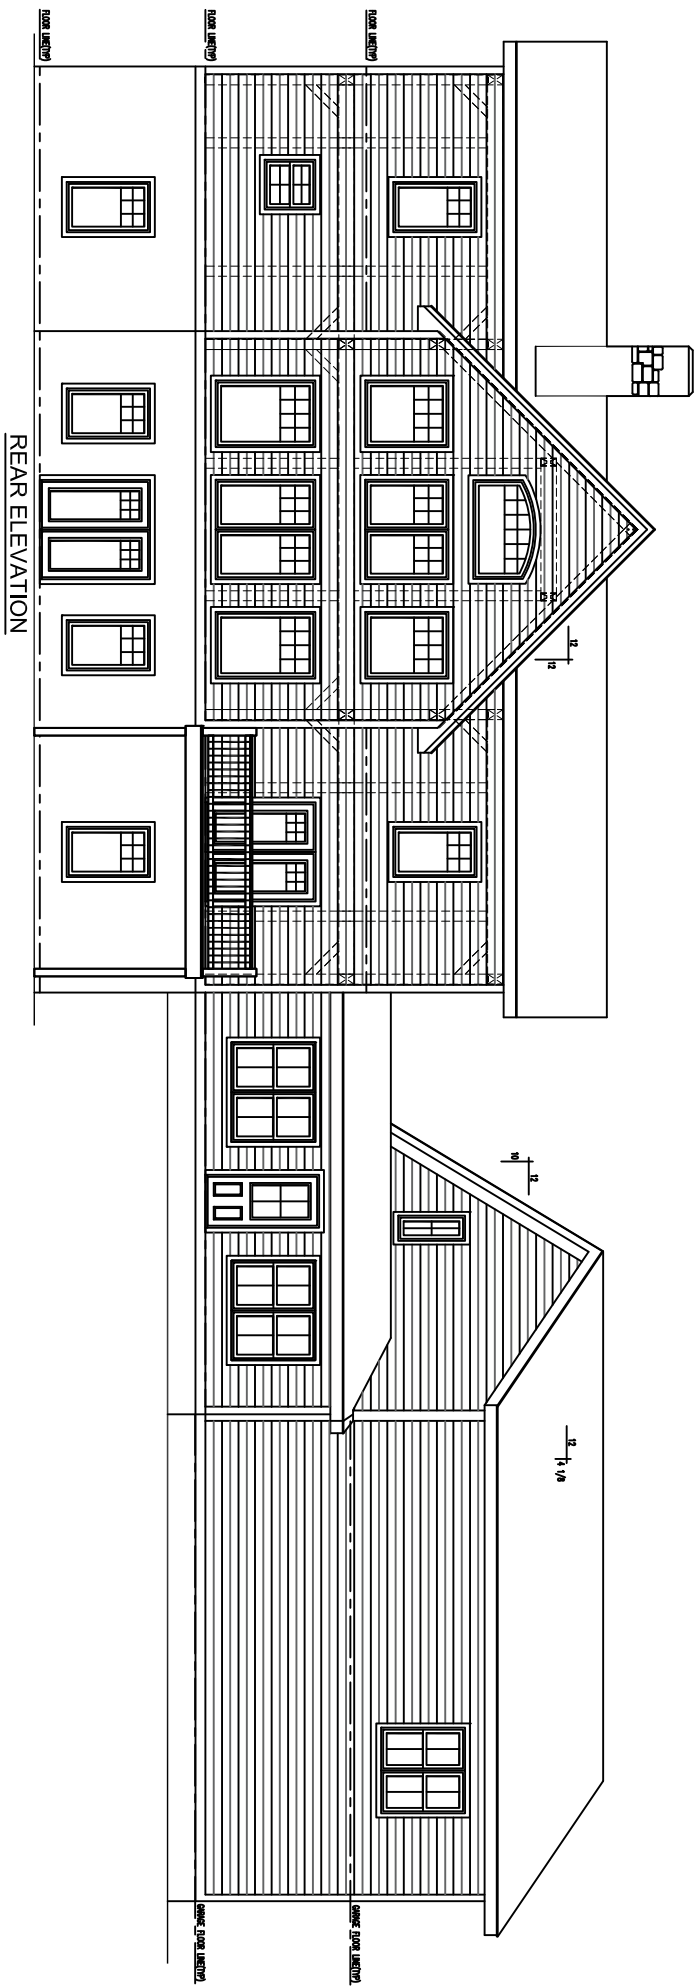 FLOOR LINE(TYP)
FLOOR LINE(TYP)
FLOOR LINE(TYP)
12
12
12
10
12
4 1/8
GARAGE FLOOR LINE(TYP)
GARAGE FLOOR LINE(TYP)
REAR ELEVATION